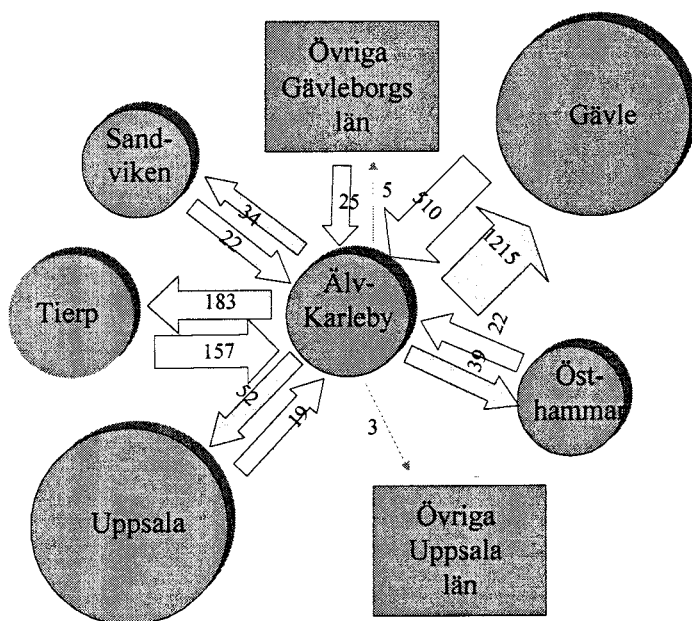 Övriga
Gävleborgs
län
Gävle
Sand-
viken
34
22
25
5
510
1215
Älv-
Karleby
Tierp
183
157
22
39
Öst-
hammar
52
19
3
Uppsala
Övriga
Uppsala
län